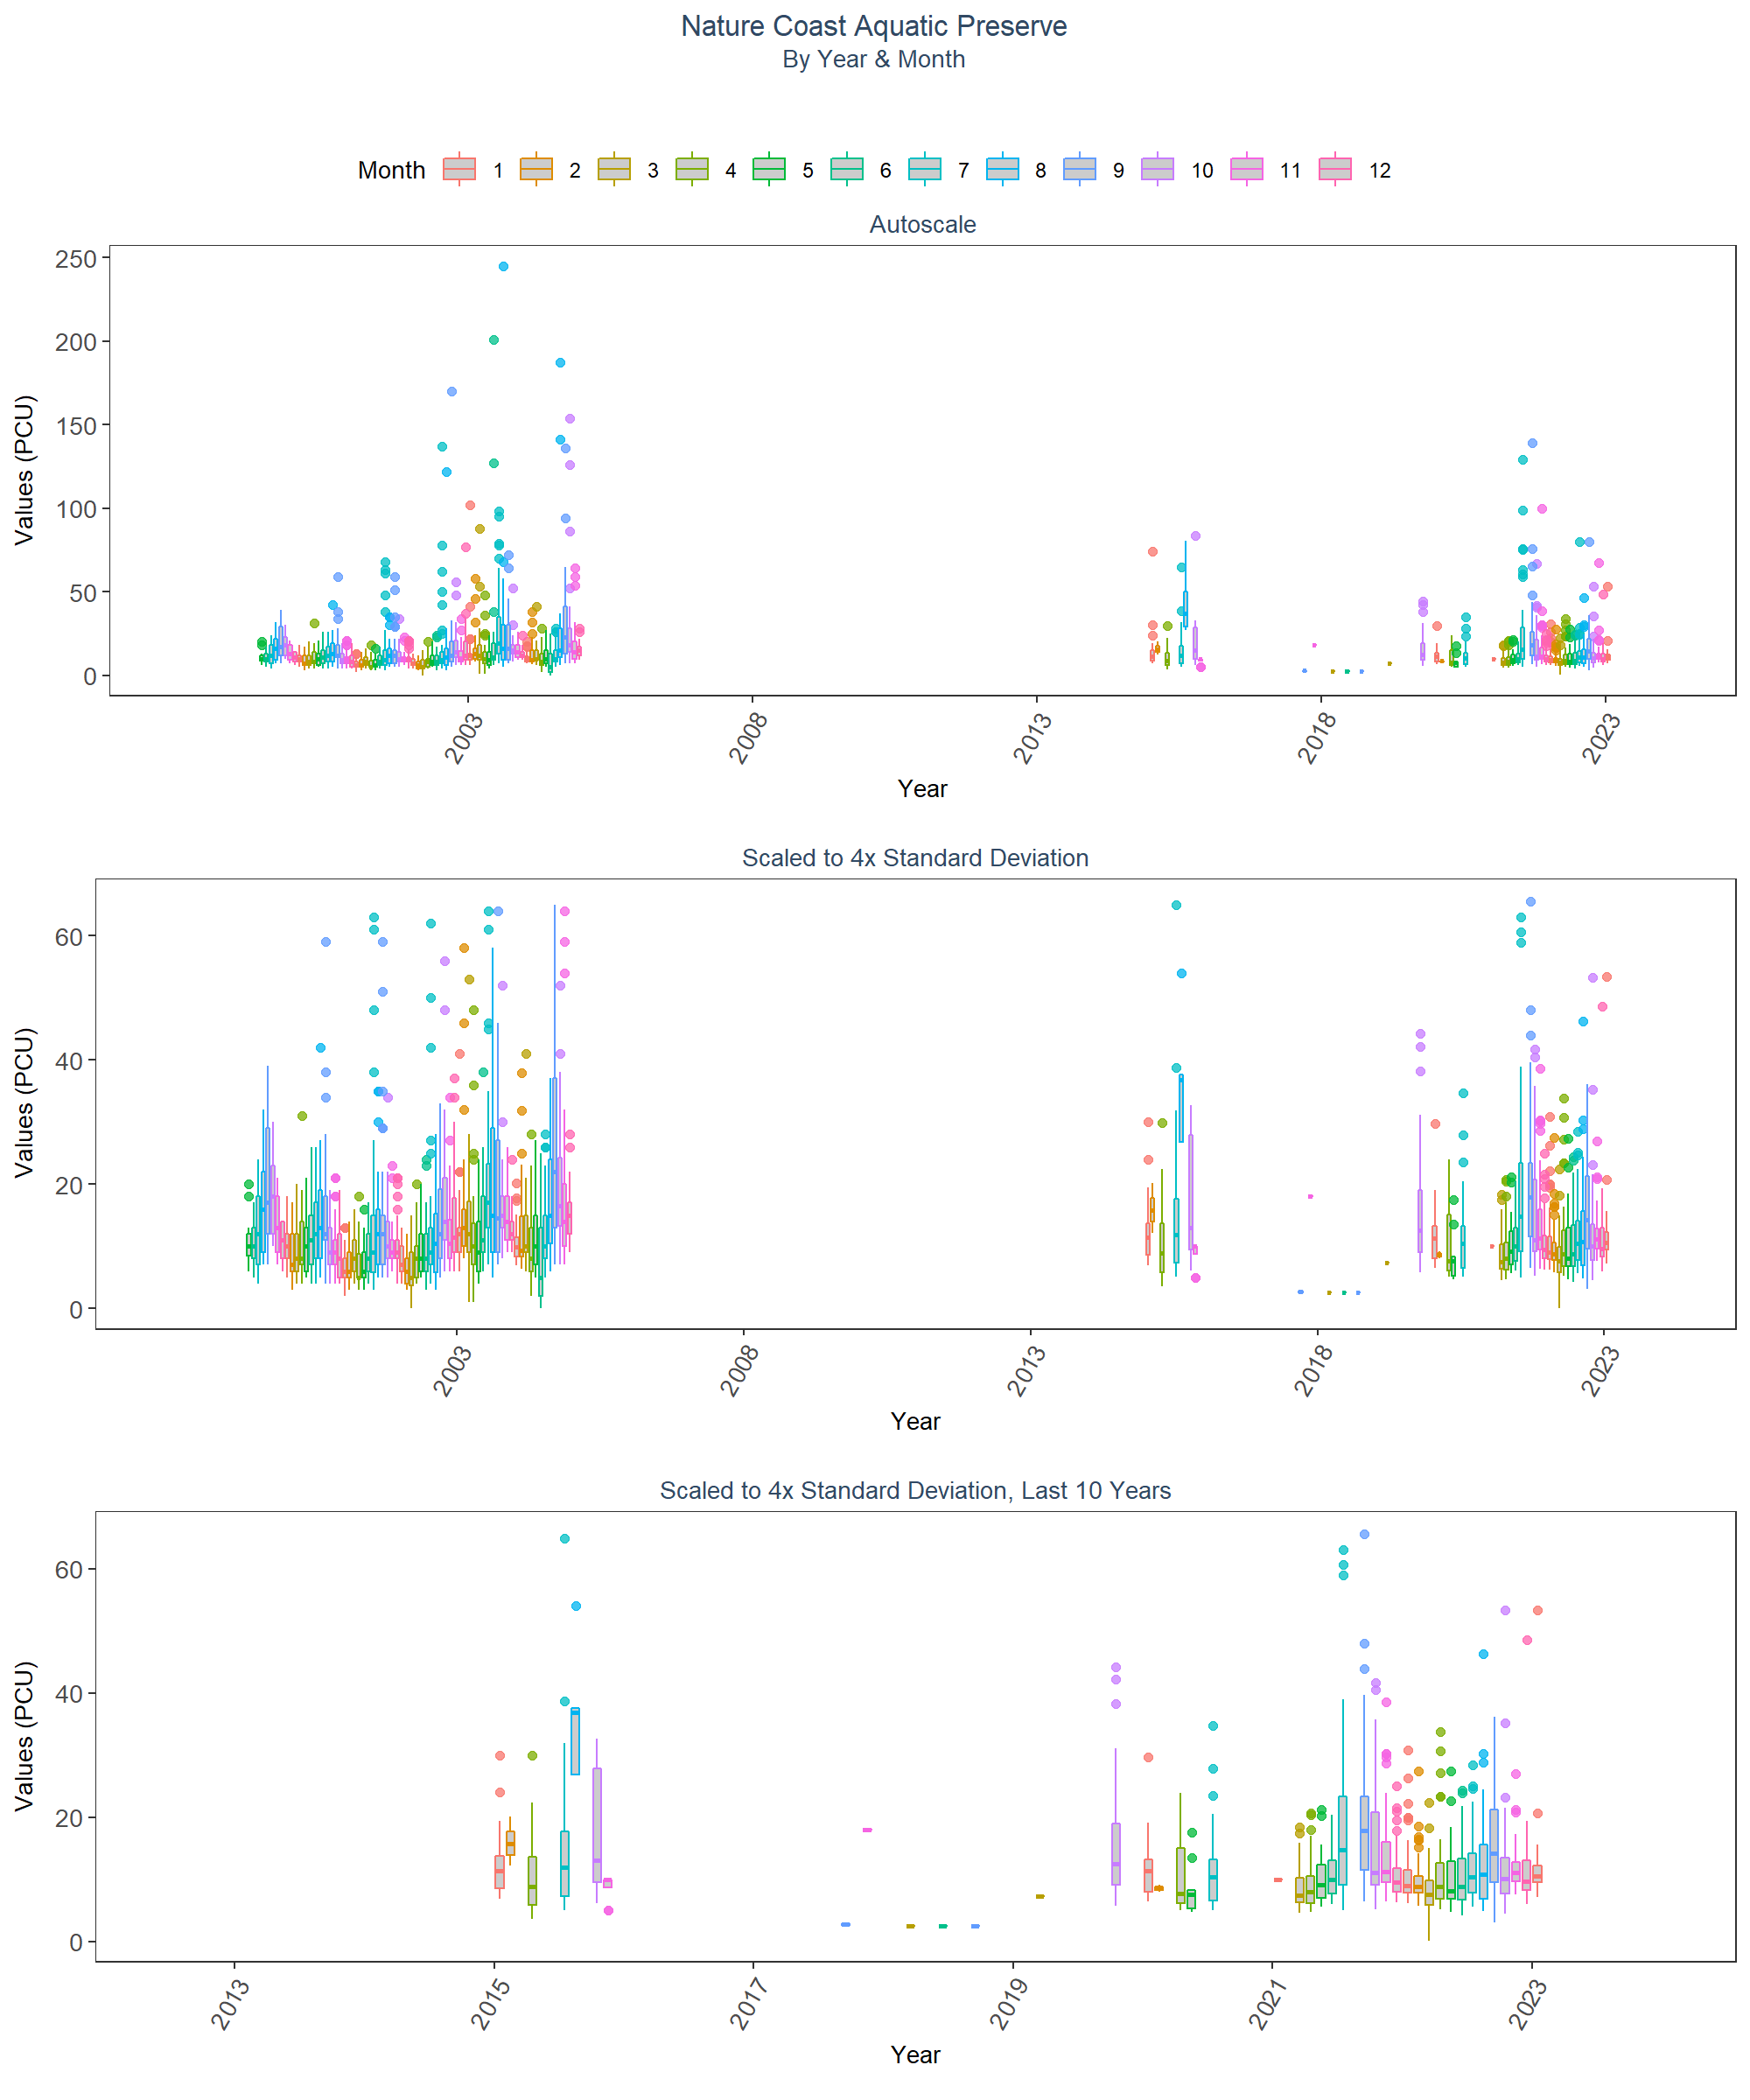 Nature Coast Aquatic Preserve
By Year & Month
Month 1 2 3 4 5 6 7 8 9 10 11 12
Autoscale
250
200
150
100
50
0
Values (PCU)
2003 2008 2013 2018 2023
Year
Scaled to 4x Standard Deviation
60
40
20
0
Values (PCU)
2003 2008 2013 2018 2023
Year
Scaled to 4x Standard Deviation, Last 10 Years
60
40
20
0
Values (PCU)
2013 2015 2017 2019 2021 2023
Year